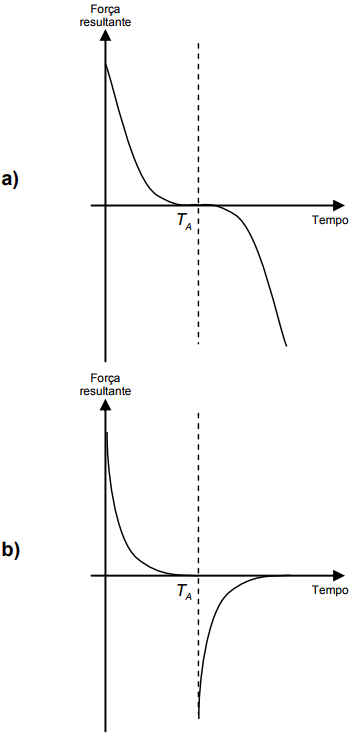 Força
resultante
a)
T_A
Tempo
Força
resultante
b)
T_A
Tempo